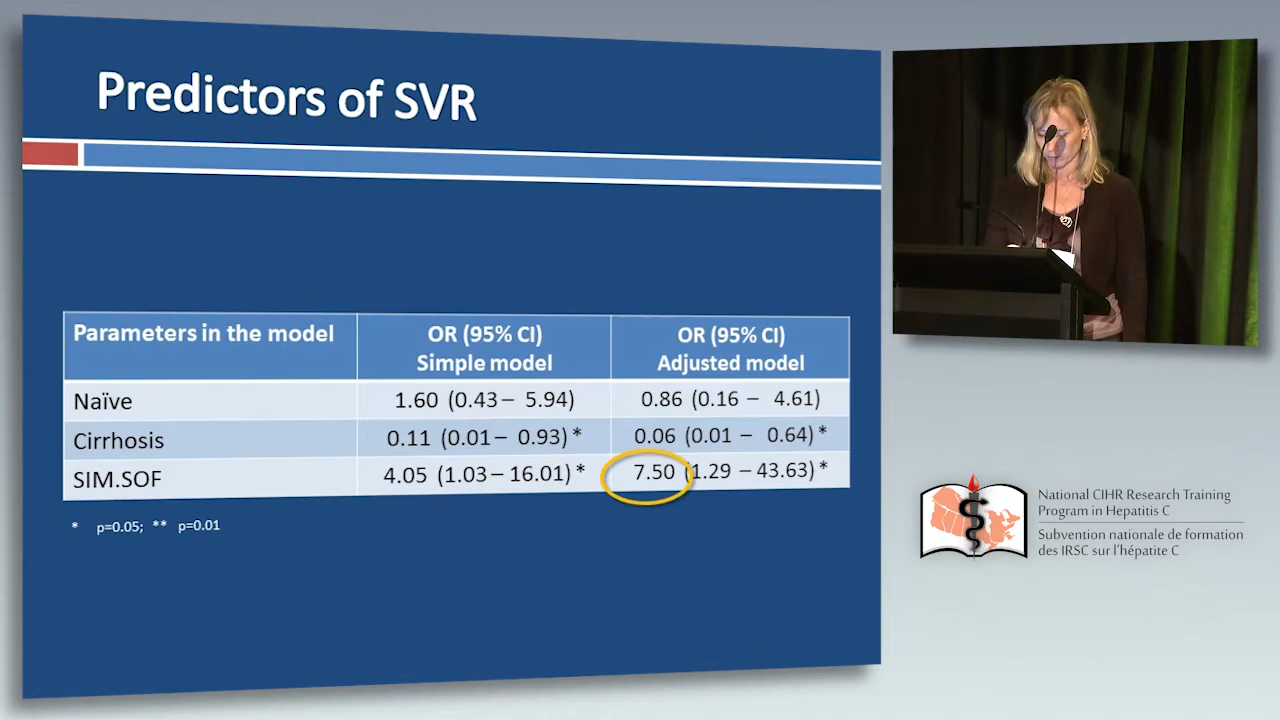 Predictors of SVR
Parameters in the model OR (95% CI) Simple model OR (95% CI) Adjusted model
Naïve 1.60 (0.43 – 5.94) 0.86 (0.16 – 4.61)
Cirrhosis 0.11 (0.01 – 0.93) * 0.06 (0.01 – 0.64) *
SIM.SOF 4.05 (1.03 – 16.01) * 7.50 (1.29 – 43.63) *
* p=0.05; ** p=0.01
National CIHR Research Training
Program in Hepatitis C
Subvention nationale de formation
des IRSC sur l'hépatite C